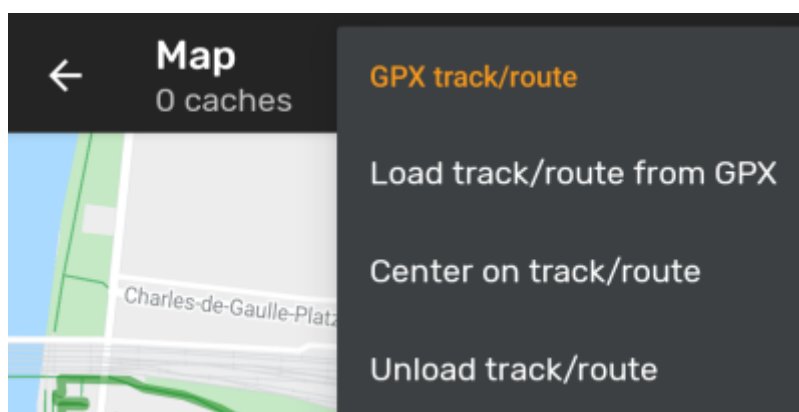 Map
0 caches
GPX track/route
Load track/route from GPX
Center on track/route
Unload track/route
Charles-de-Gaulle-Platz